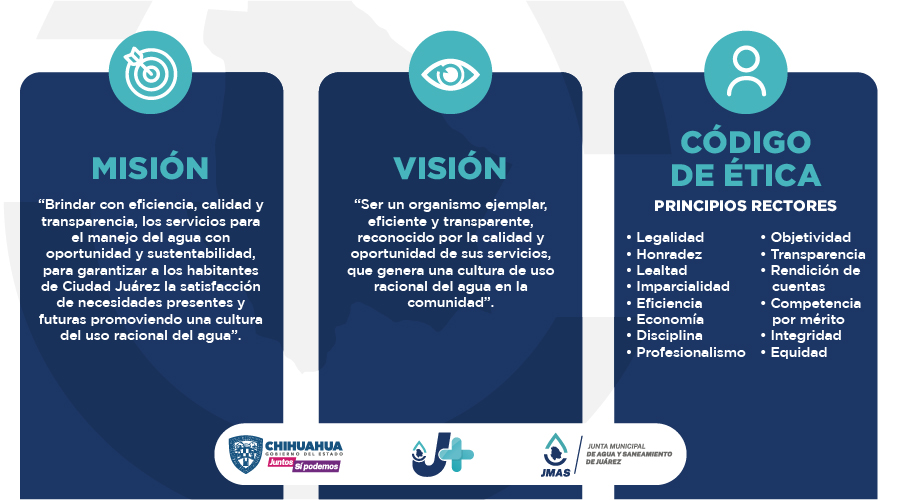 MISIÓN
“Brindar con eficiencia, calidad y
transparencia, los servicios para
el manejo del agua con
oportunidad y sustentabilidad,
para garantizar a los habitantes
de Ciudad Juárez la satisfacción
de necesidades presentes y
futuras promoviendo una cultura
del uso racional del agua”.
VISIÓN
“Ser un organismo ejemplar,
eficiente y transparente,
reconocido por la calidad y
oportunidad de sus servicios,
que genera una cultura de uso
racional del agua en la
comunidad”.
CÓDIGO
DE ÉTICA
PRINCIPIOS RECTORES
• Legalidad
• Honradez
• Lealtad
• Imparcialidad
• Eficiencia
• Economía
• Disciplina
• Profesionalismo
• Objetividad
• Transparencia
• Rendición de
cuentas
• Competencia
por mérito
• Integridad
• Equidad
CHIHUAHUA
GOBIERNO DEL ESTADO
Juntos
Sí podemos
J+
JMAS
JUNTA MUNICIPAL
DE AGUA Y SANEAMIENTO
DE JUÁREZ